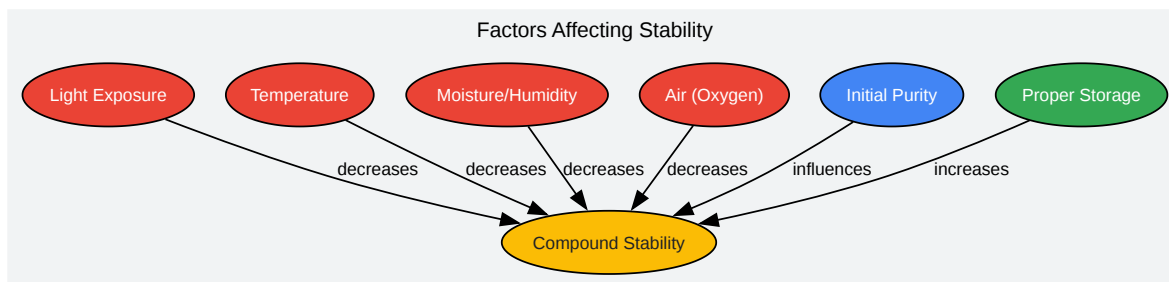 Factors Affecting Stability
Light Exposure
Temperature
Moisture/Humidity
Air (Oxygen)
Initial Purity
Proper Storage
decreases
decreases
decreases
decreases
influences
increases
Compound Stability